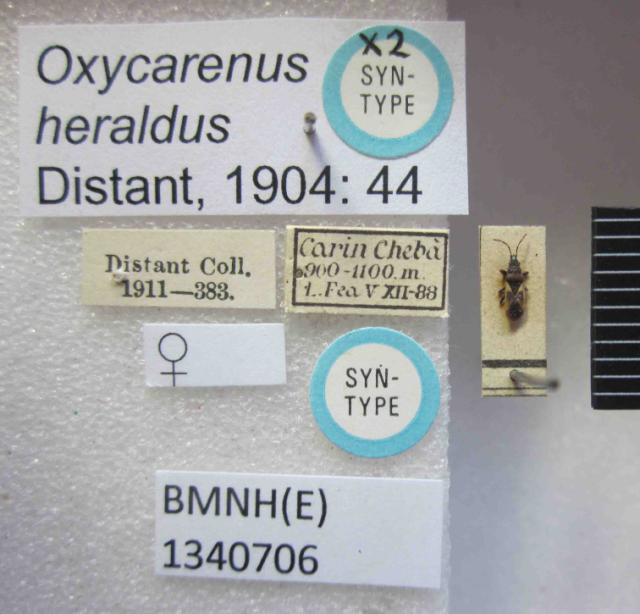 Oxycarenus
heraldus
Distant, 1904: 44
X2
SYN-
TYPE
Distant Coll.
1911—383.
Carin Chebà
900-1100.m.
L.Fea V XII-88
♀
SYN-
TYPE
BMNH(E)
1340706